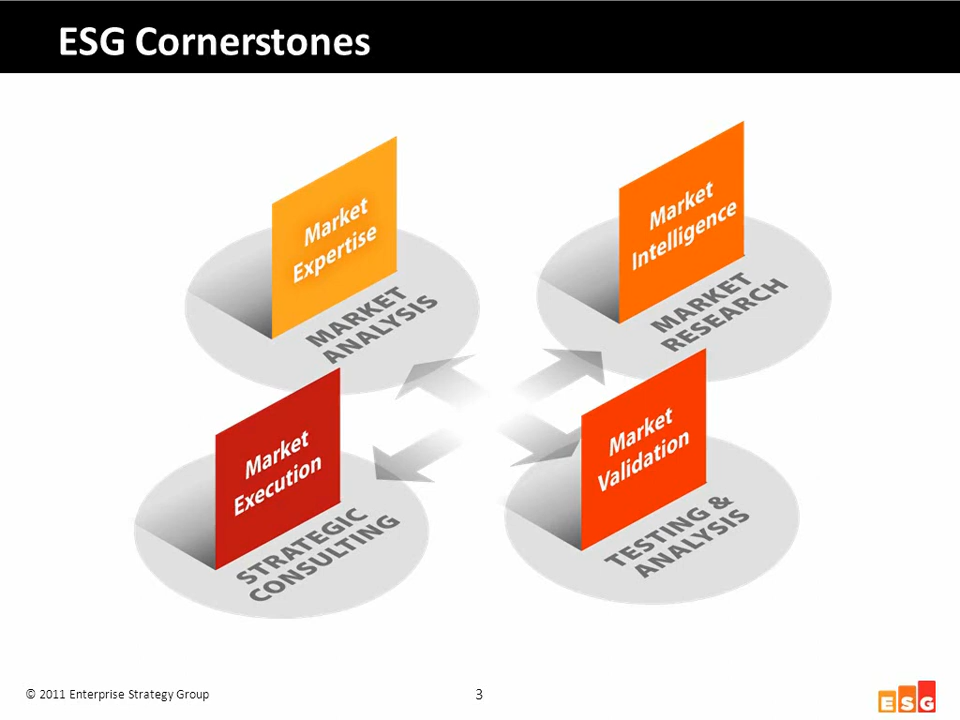 ESG Cornerstones
Market
Expertise
MARKET
ANALYSIS
Market
Intelligence
MARKET
RESEARCH
Market
Execution
STRATEGIC
CONSULTING
Market
Validation
TESTING &
ANALYSIS
© 2011 Enterprise Strategy Group
3
ESG